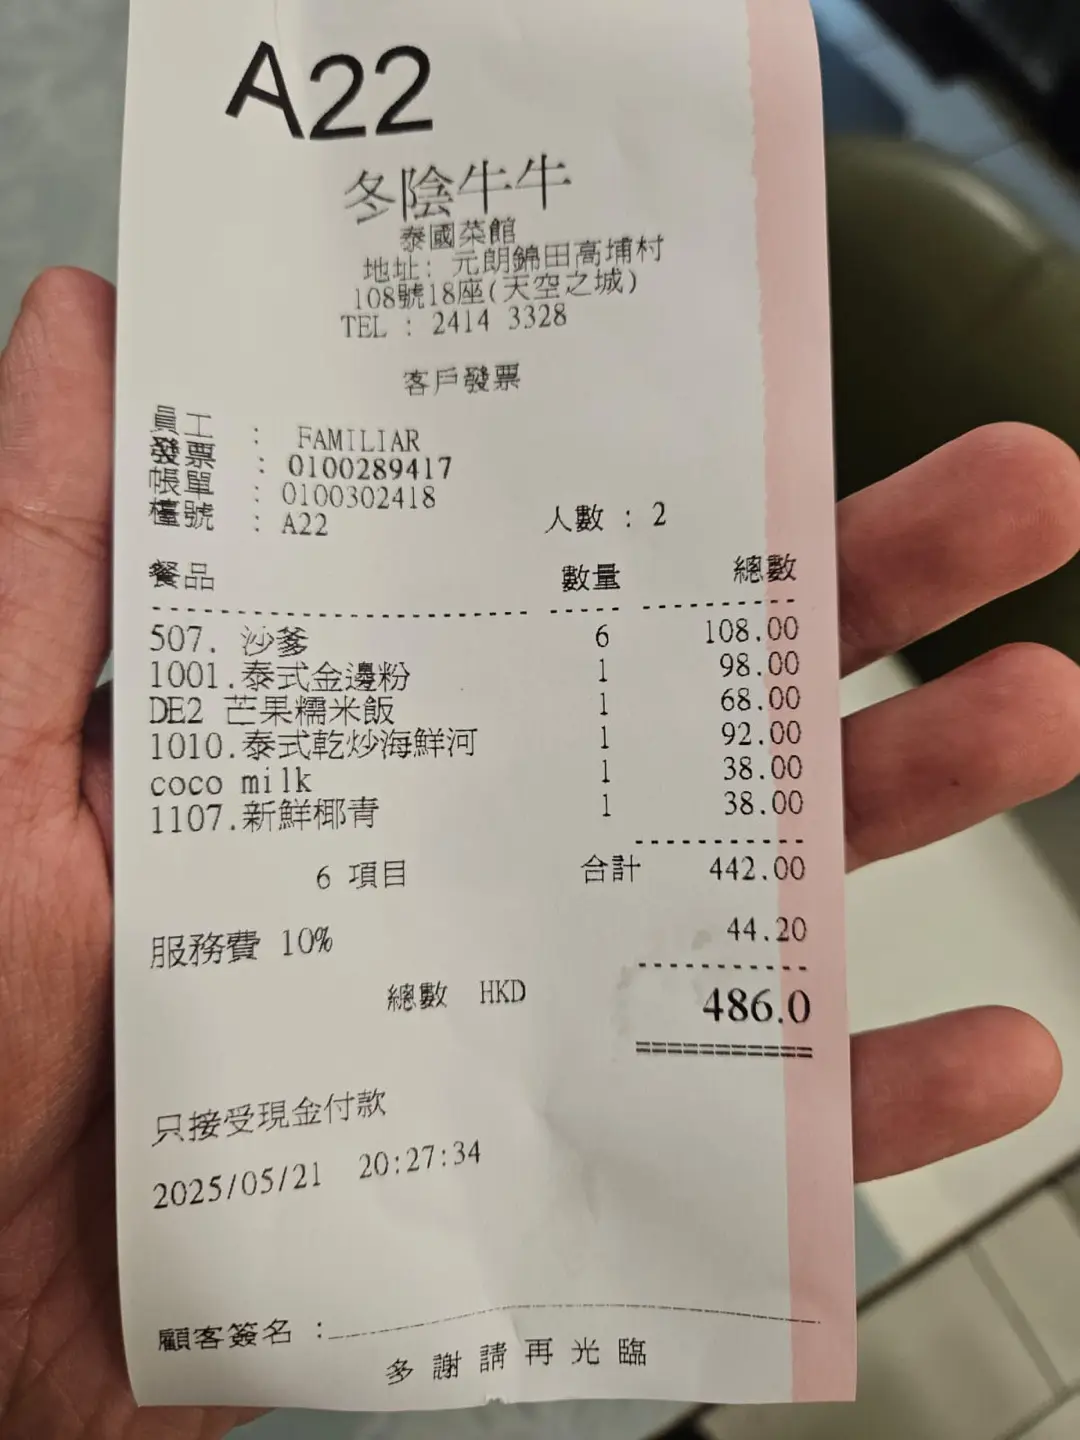 A22
冬陰牛牛
泰國菜館
地址: 元朗錦田高埔村
108號18座(天空之城)
TEL : 2414 3328
客戶發票
員工 : FAMILIAR
發票 : 0100289417
帳單 : 0100302418
檯號 : A22 人數 : 2
餐品 數量 總數
507. 沙爹 6 108.00
1001.泰式金邊粉 1 98.00
DE2 芒果糯米飯 1 68.00
1010.泰式乾炒海鮮河 1 92.00
coco milk 1 38.00
1107.新鮮椰青 1 38.00
6 項目 合計 442.00
服務費 10% 44.20
總數 HKD 486.0
只接受現金付款
2025/05/21 20:27:34
顧客簽名 :
多謝請再光臨